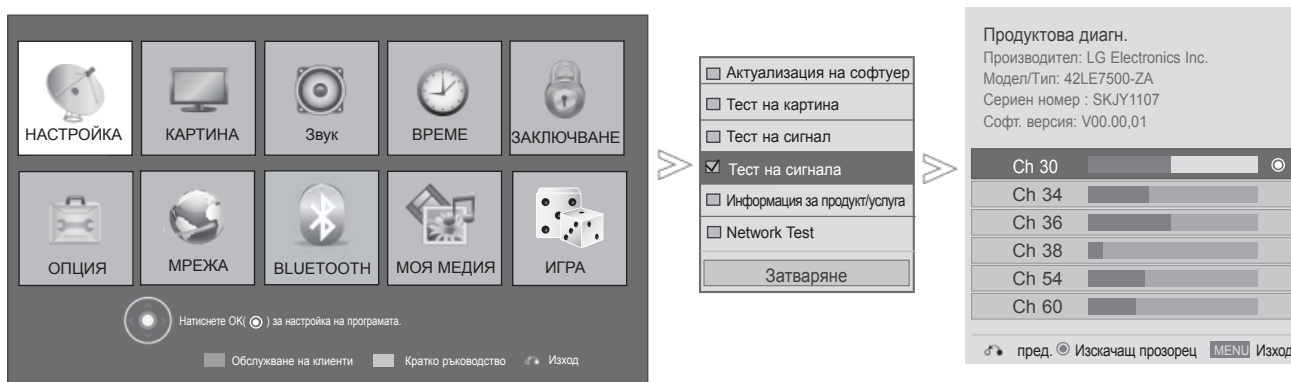 НАСТРОЙКА
КАРТИНА
Звук
ВРЕМЕ
ЗАКЛЮЧВАНЕ
ОПЦИЯ
МРЕЖА
BLUETOOTH
МОЯ МЕДИЯ
ИГРА
Натиснете OK( ) за настройка на програмата.
Обслужване на клиенти
Кратко ръководство
Изход
Актуализация на софтуер
Тест на картина
Тест на сигнал
Тест на сигнала
Информация за продукт/услуга
Network Test
Затваряне
Продуктова диагн.
Производител: LG Electronics Inc.
Модел/Тип: 42LE7500-ZA
Сериен номер : SKJY1107
Софт. версия: V00.00,01
Ch 30
Ch 34
Ch 36
Ch 38
Ch 54
Ch 60
пред. Изскачащ прозорец MENU Изход